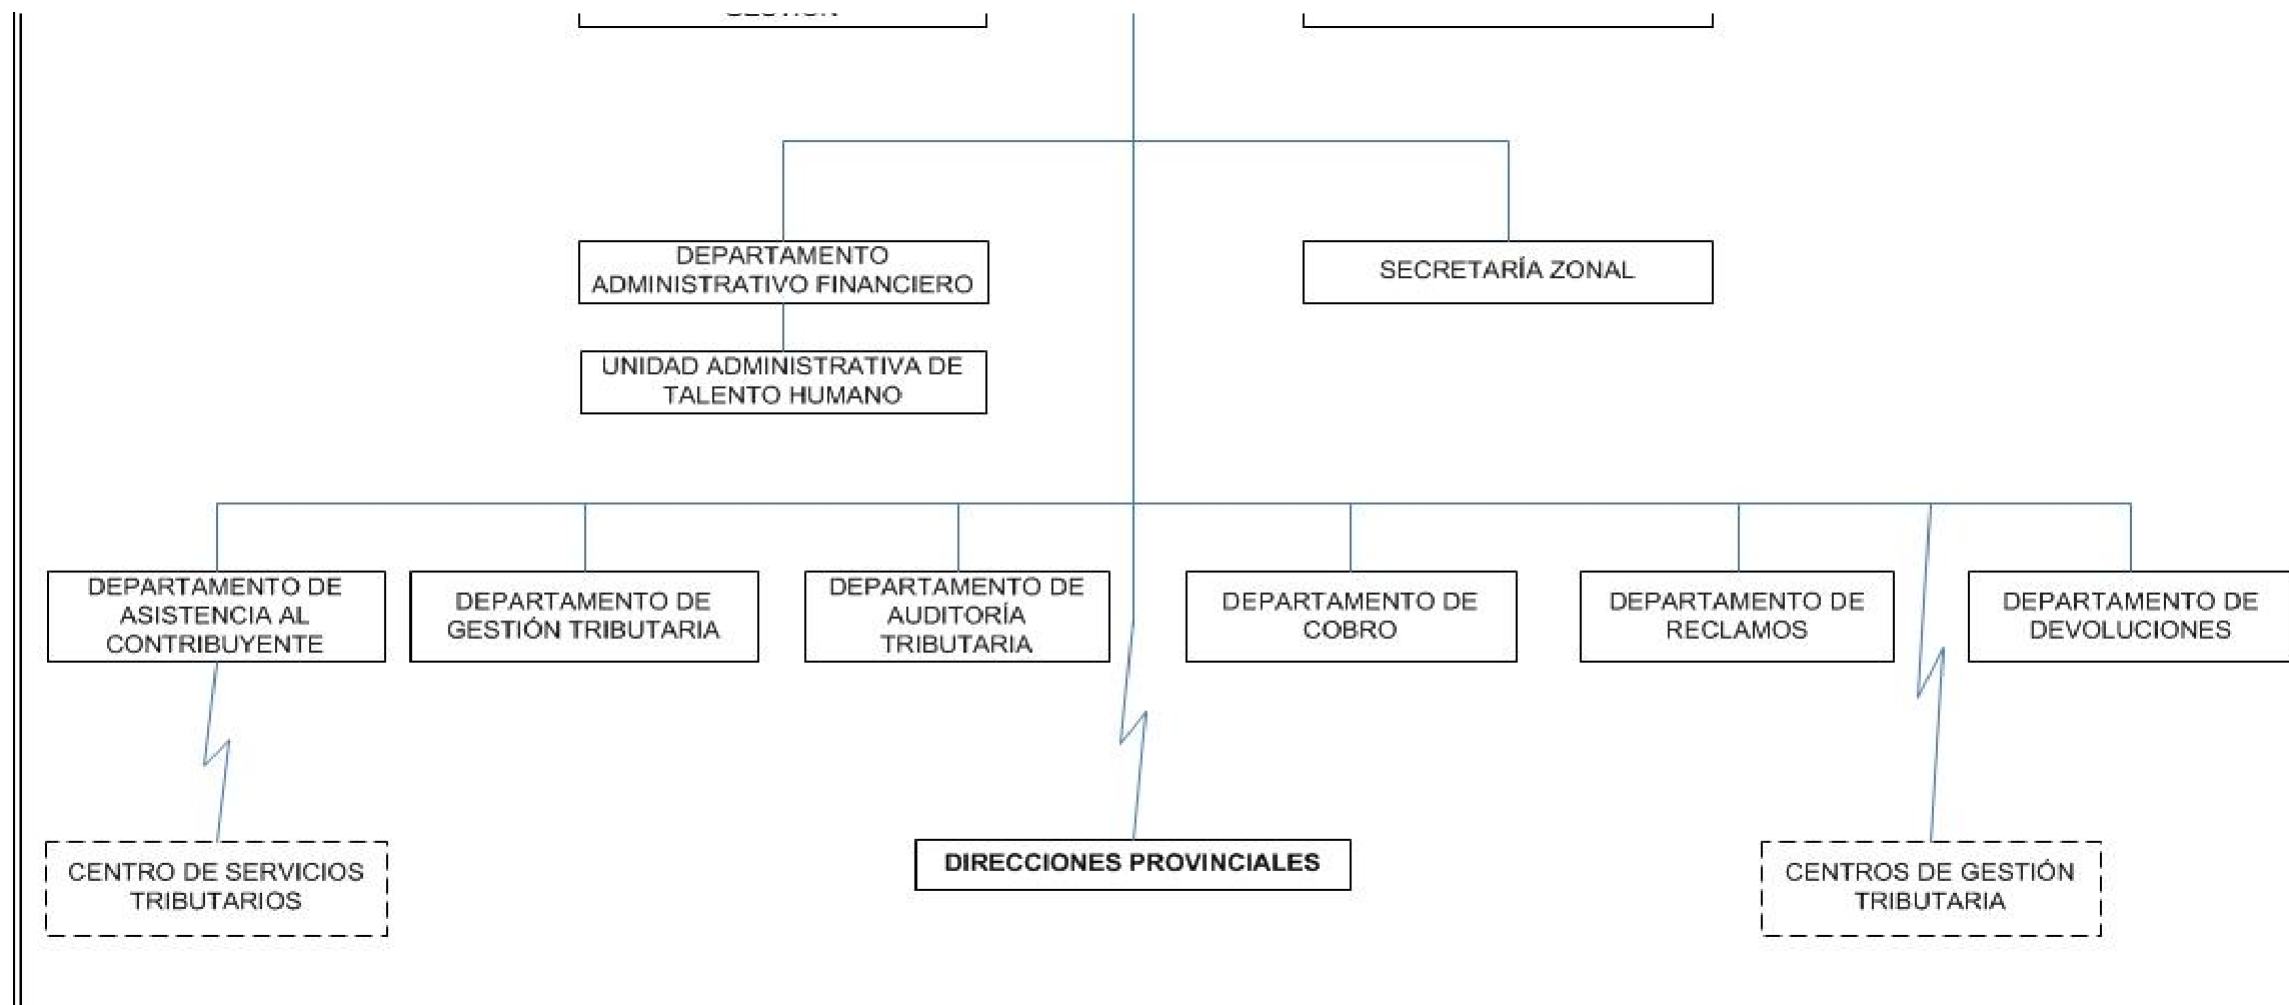 DEPARTAMENTO
ADMINISTRATIVO FINANCIERO
SECRETARÍA ZONAL
UNIDAD ADMINISTRATIVA DE
TALENTO HUMANO
DEPARTAMENTO DE
ASISTENCIA AL
CONTRIBUYENTE
DEPARTAMENTO DE
GESTIÓN TRIBUTARIA
DEPARTAMENTO DE
AUDITORÍA
TRIBUTARIA
DEPARTAMENTO DE
COBRO
DEPARTAMENTO DE
RECLAMOS
DEPARTAMENTO DE
DEVOLUCIONES
CENTRO DE SERVICIOS
TRIBUTARIOS
DIRECCIONES PROVINCIALES
CENTROS DE GESTIÓN
TRIBUTARIA